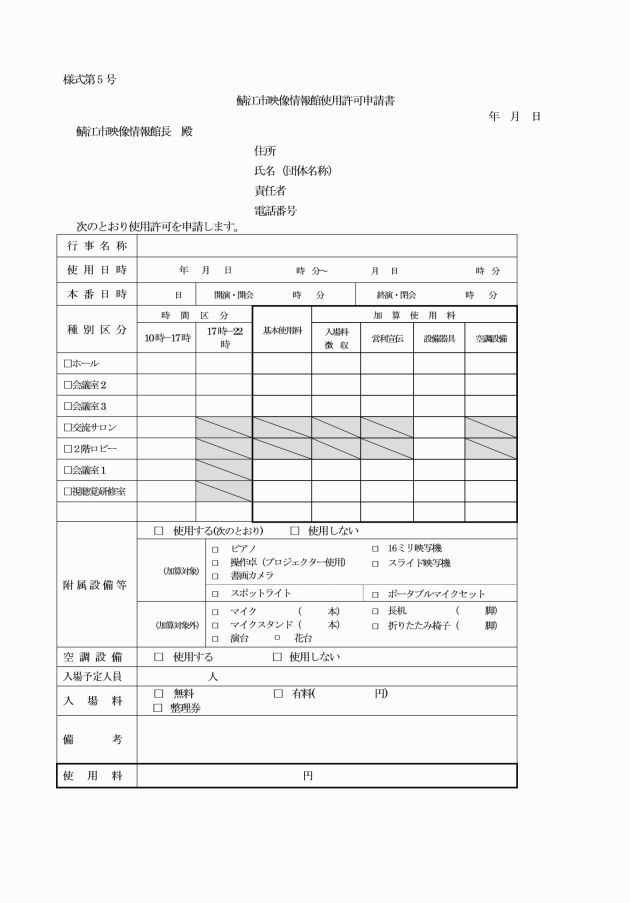 様式第5号
鯖江市映像情報館使用許可申請書
年　月　日
鯖江市映像情報館長　殿
住所
氏名（団体名称）
責任者
電話番号
次のとおり使用許可を申請します。
行事名称
使用日時　年　月　日　時　分～　月　日　時　分
本番日時　日　開演・開会　時　分　終演・閉会　時　分
種別区分　時間区分　基本使用料　加算使用料
10時―17時　17時―22時　入場料徴収　営利宣伝　設備器具　空調設備
□ホール
□会議室2
□会議室3
□交流サロン
□２階ロビー
□会議室1
□視聴覚研修室
附属設備等　□　使用する(次のとおり)　□　使用しない
（加算対象）　□　ピアノ　□　16ミリ映写機
□　操作卓（プロジェクター使用）　□　スライド映写機
□　書画カメラ
□　スポットライト　□　ポータブルマイクセット
（加算対象外）　□　マイク　（　本）　□　長机　（　脚）
□　マイクスタンド（　本）　□　折りたたみ椅子（　脚）
□　演台　□　花台
空調設備　□　使用する　□　使用しない
入場予定人員　人
入場料　□　無料　□　有料(　円)
□　整理券
備考
使用料　円